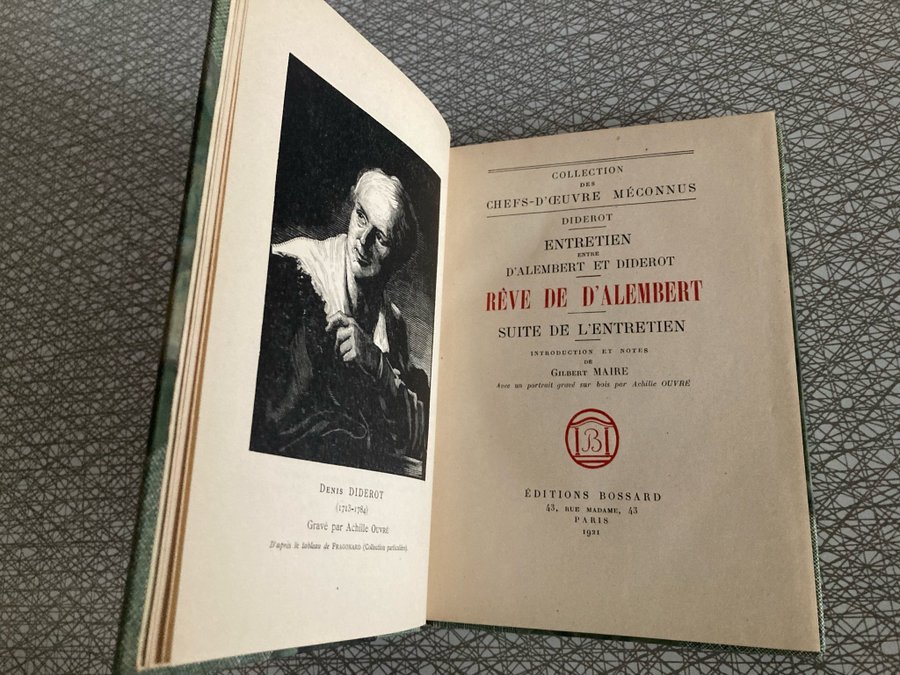 Denis DIDEROT
(1713-1784)
Gravé par Achille OUVRÉ
D'après le tableau de FRAGONARD (Collection particulière).
COLLECTION
DES
CHEFS-D'ŒUVRE MÉCONNUS
DIDEROT
ENTRETIEN
ENTRE
D'ALEMBERT ET DIDEROT
RÊVE DE D'ALEMBERT
SUITE DE L'ENTRETIEN
INTRODUCTION ET NOTES
DE
GILBERT MAIRE
Avec un portrait gravé sur bois par Achille OUVRÉ
B
ÉDITIONS BOSSARD
43, RUE MADAME, 43
PARIS
1921